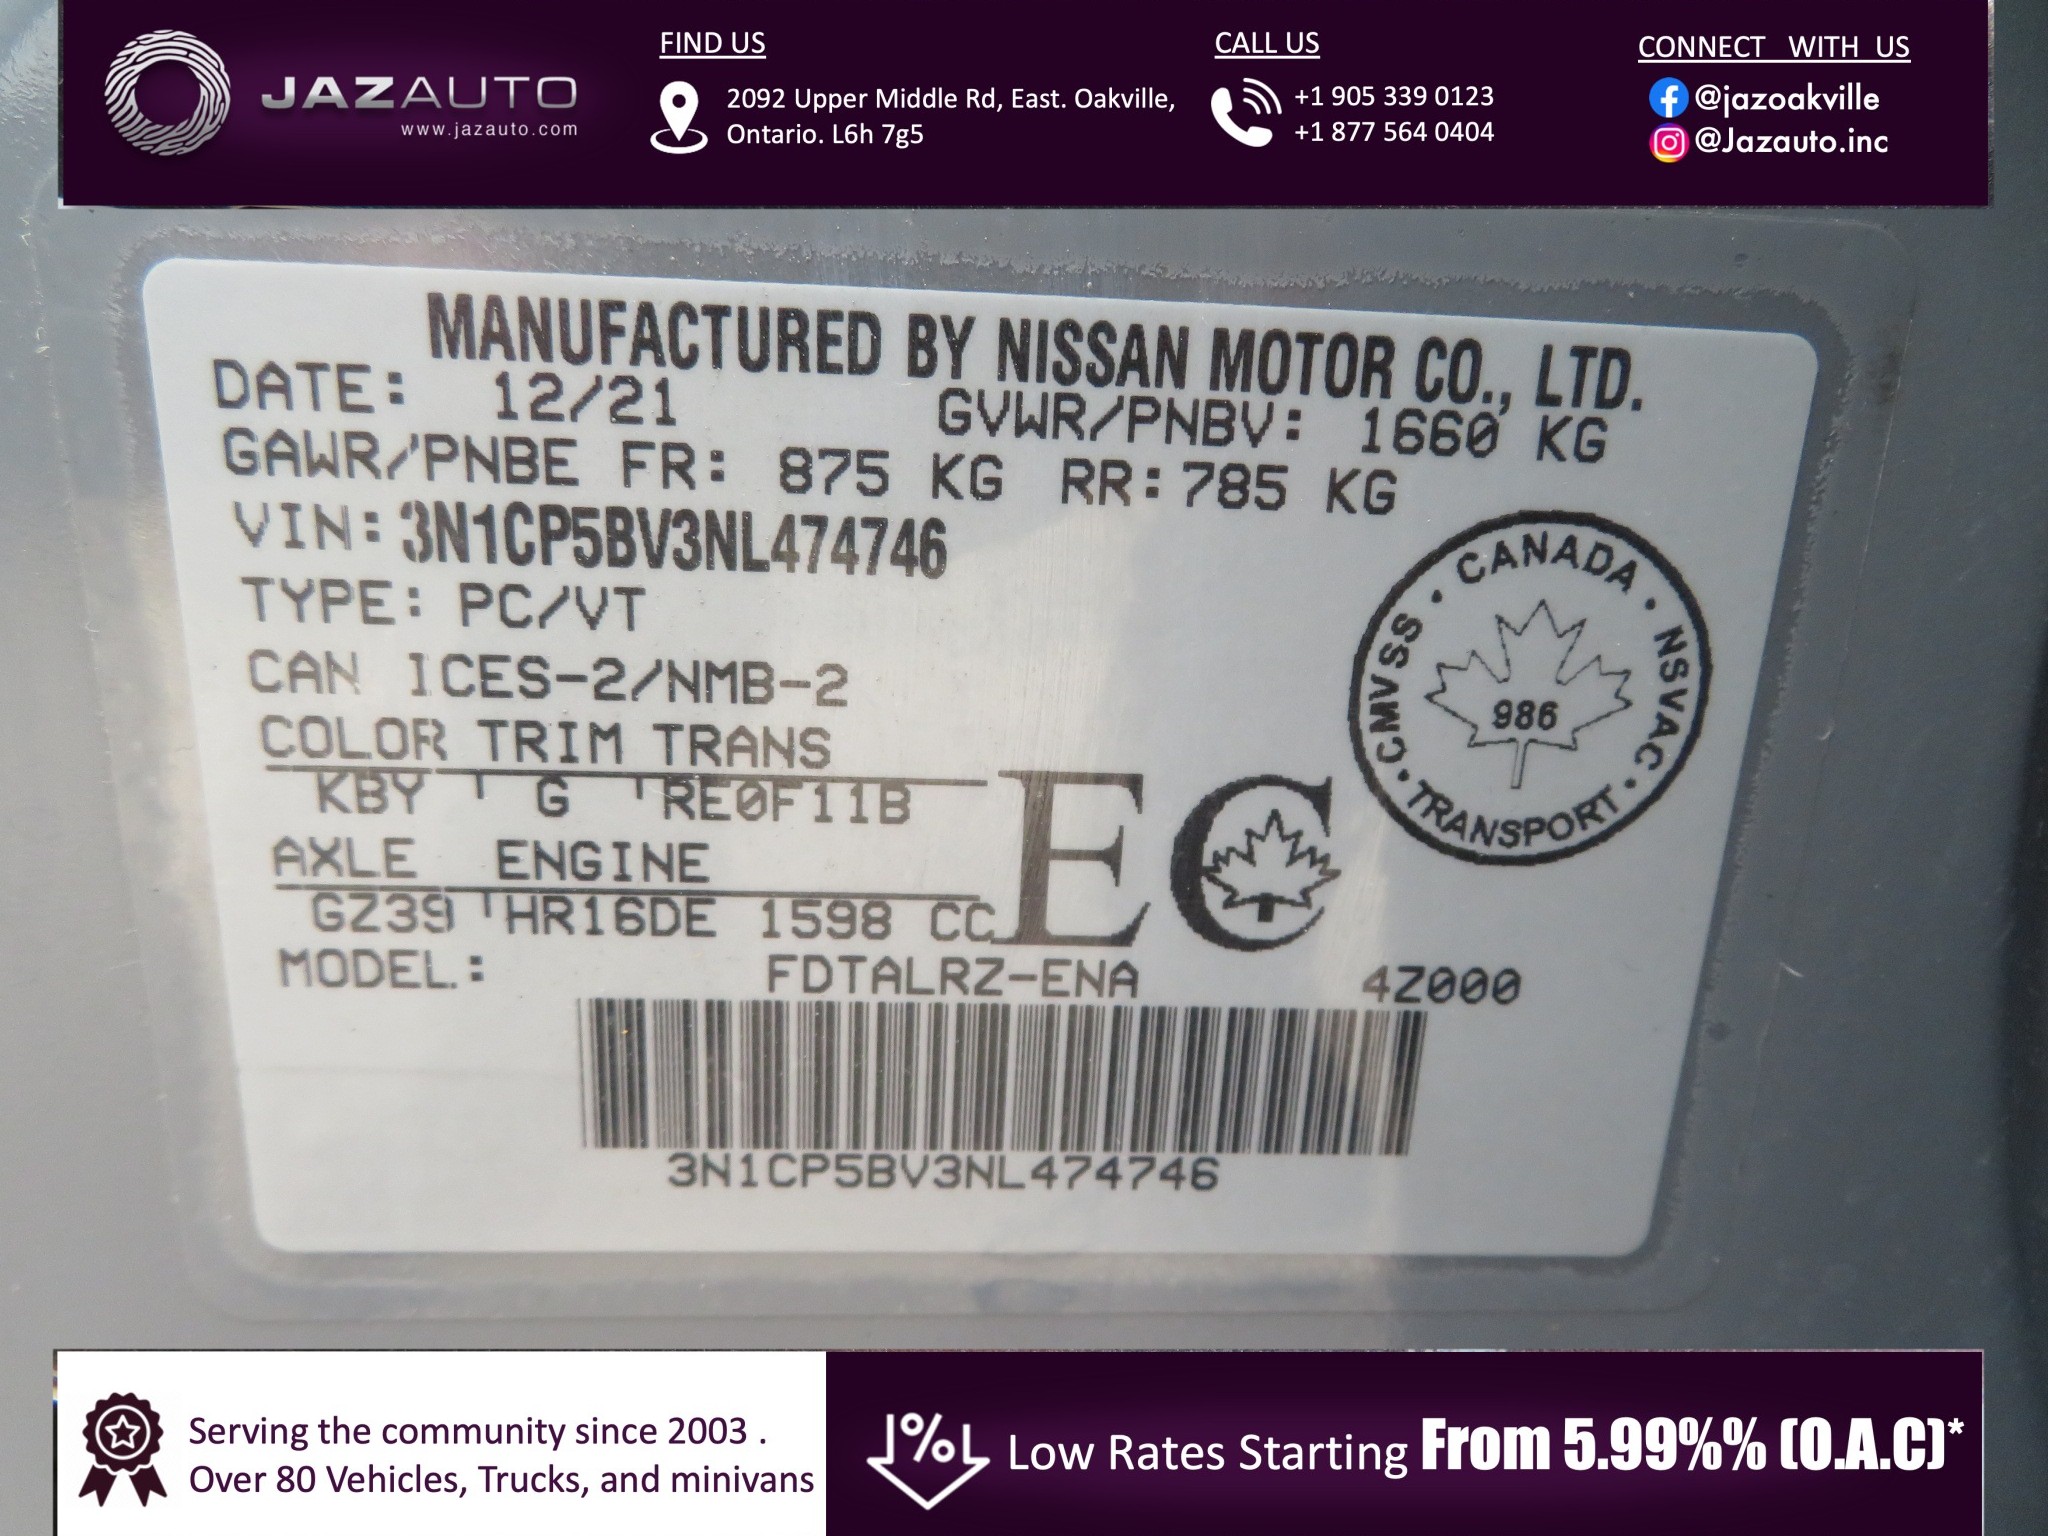 JAZAUTO
www.jazauto.com
FIND US
2092 Upper Middle Rd, East. Oakville,
Ontario. L6h 7g5
CALL US
+1 905 339 0123
+1 877 564 0404
CONNECT WITH US
@jazoakville
@Jazauto.inc
MANUFACTURED BY NISSAN MOTOR CO., LTD.
DATE: 12/21 GVWR/PNBV: 1660 KG
GAWR/PNBE FR: 875 KG RR:785 KG
VIN: 3N1CP5BV3NL474746
TYPE: PC/VT
CAN ICES-2/NMB-2
COLOR TRIM TRANS
KBY G RE0F11B
AXLE ENGINE
GZ39 HR16DE 1598 CC
EC
CANADA · NSVAC · TRANSPORT · CMVSS ·
986
MODEL: FDTALRZ-ENA 4Z000
3N1CP5BV3NL474746
Serving the community since 2003 .
Over 80 Vehicles, Trucks, and minivans
% Low Rates Starting From 5.99%% (O.A.C)*